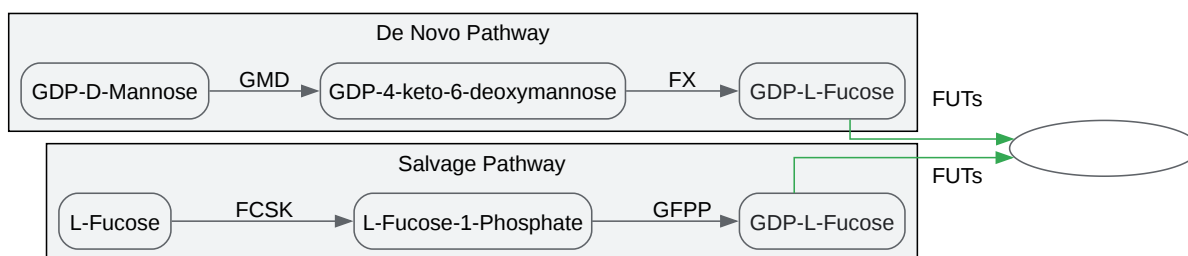 De Novo Pathway
GDP-D-Mannose
GMD
GDP-4-keto-6-deoxymannose
FX
GDP-L-Fucose
FUTs
Salvage Pathway
L-Fucose
FCSK
L-Fucose-1-Phosphate
GFPP
GDP-L-Fucose
FUTs